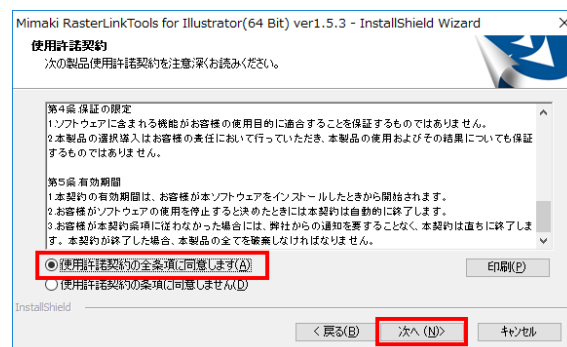 Mimaki RasterLinkTools for Illustrator(64 Bit) ver1.5.3 - InstallShield Wizard
使用許諾契約
次の製品使用許諾契約を注意深くお読みください。
第4条.保証の限定
1.ソフトウェアに含まれる機能がお客様の使用目的に適合することを保証するものではありません。
2.本製品の選択導入はお客様の責任において行っていただき、本製品の使用およびその結果についても保証
するものではありません。
第5条.有効期間
1.本契約の有効期間は、お客様が本ソフトウェアをインストールしたときから開始されます。
2.お客様がソフトウェアの使用を停止すると決めたときには本契約は自動的に終了します。
3.お客様が本契約条項に従わなかった場合には、弊社からの通知を要することなく、本契約は直ちに終了しま
す。本契約が終了した場合、本製品の全てを破棄しなければなりません。
使用許諾契約の全条項に同意します(A)
印刷(P)
使用許諾契約の条項に同意しません(D)
InstallShield
< 戻る(B)
次へ (N)>
キャンセル